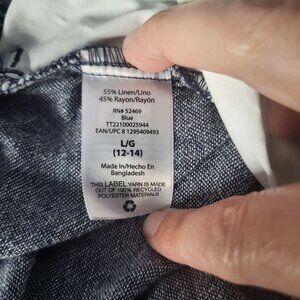 55% Linen/Lino
45% Rayon/Rayón
RN# 52469
Blue
TT22100025944
EAN/UPC 8 1295409493
L/G
(12-14)
Made In/Hecho En
Bangladesh
THIS LABEL YARN IS MADE
OUT OF 100% RECYCLED
POLYESTER MATERIALS